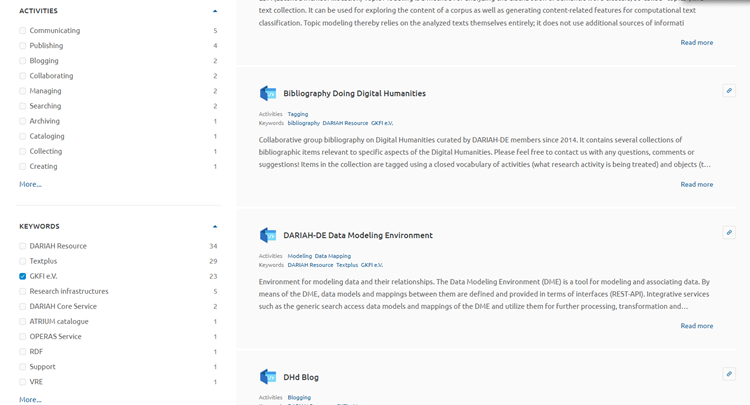 ACTIVITIES
Communicating 5
Publishing 4
Blogging 2
Collaborating 2
Managing 2
Searching 2
Archiving 1
Cataloging 1
Collecting 1
Creating 1
More...
KEYWORDS
DARIAH Resource 34
Textplus 29
GKFI e.V. 23
Research infrastructures 5
DARIAH Core Service 2
ATRIUM catalogue 1
OPERAS Service 1
RDF 1
Support 1
VRE 1
More...
text collection. It can be used for exploring the content of a corpus as well as generating content-related features for computational text
classification. Topic modeling thereby relies on the analyzed texts themselves entirely; it does not use additional sources of informati
Read more
Bibliography Doing Digital Humanities
Activities Tagging
Keywords bibliography DARIAH Resource GKFI e.V.
Collaborative group bibliography on Digital Humanities curated by DARIAH-DE members since 2014. It contains several collections of
bibliographic items relevant to specific aspects of the Digital Humanities. Please feel free to contact us with any questions, comments or
suggestions! Items in the collection are tagged using a closed vocabulary of activities (what research activity is being treated) and objects (t...
Read more
DARIAH-DE Data Modeling Environment
Activities Modeling Data Mapping
Keywords DARIAH Resource Textplus GKFI e.V.
Environment for modeling data and their relationships. The Data Modeling Environment (DME) is a tool for modeling and associating data. By
means of the DME, data models and mappings between them are defined and provided in terms of interfaces (REST-API). Integrative services
such as the generic search access data models and mappings of the DME and utilize them for further processing, transformation and...
Read more
DHd Blog
Activities Blogging